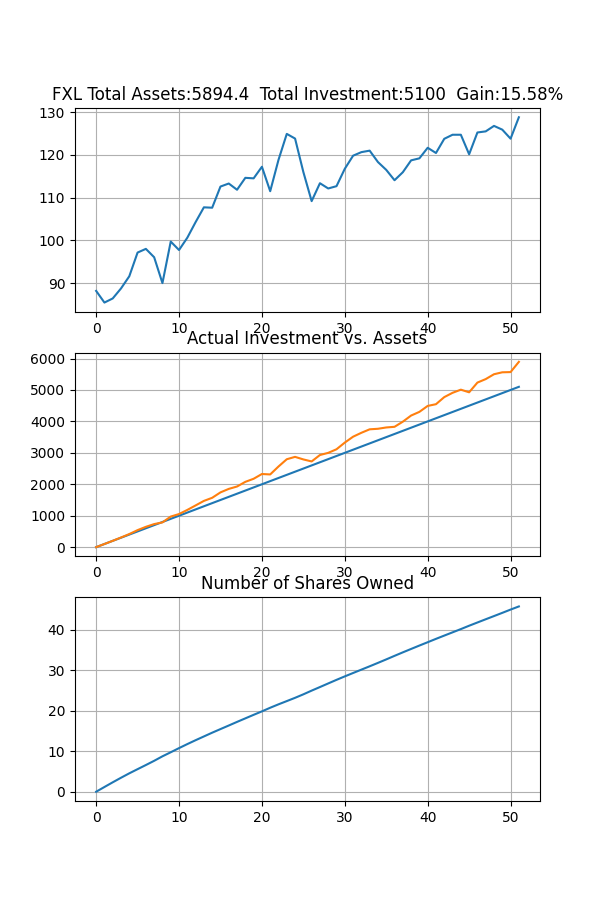 FXL Total Assets:5894.4  Total Investment:5100  Gain:15.58%
130
120
110
100
90
0 10 20 30 40 50
Actual Investment vs. Assets
6000
5000
4000
3000
2000
1000
0
0 10 20 30 40 50
Number of Shares Owned
40
30
20
10
0
0 10 20 30 40 50